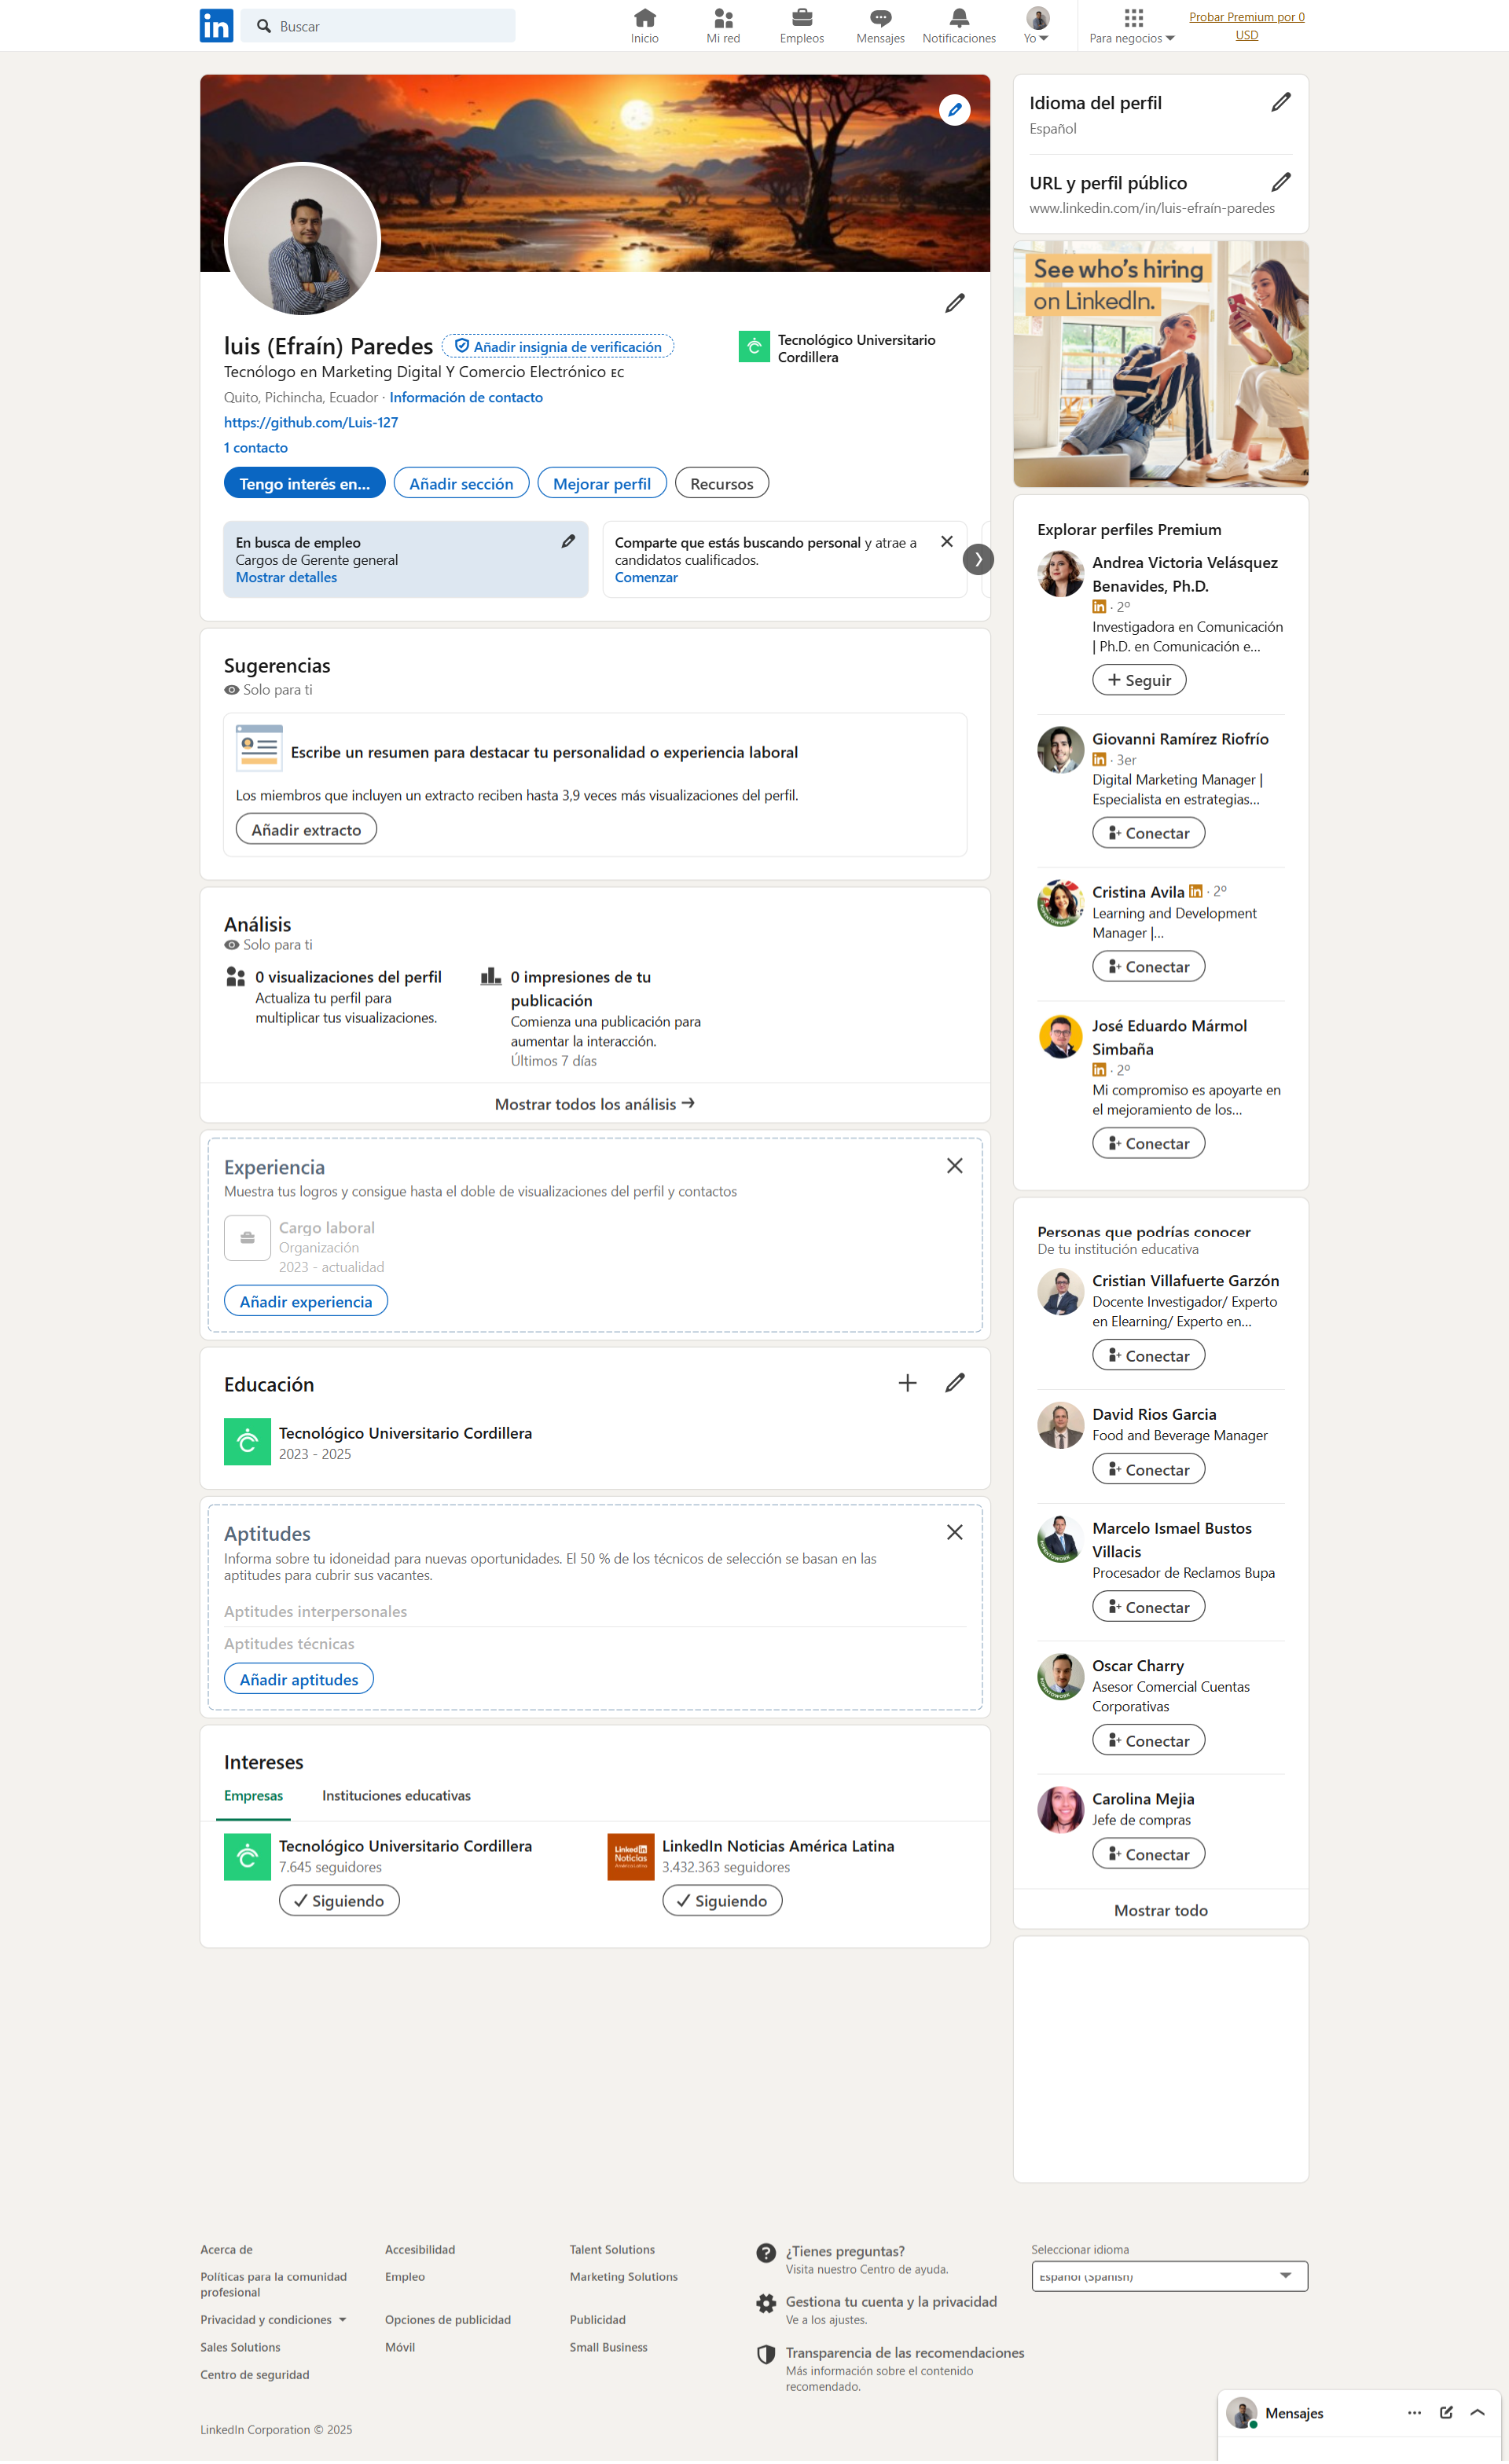 in
Buscar
Inicio
Mi red
Empleos
Mensajes
Notificaciones
Yo
Para negocios
Probar Premium por 0
USD
luis (Efraín) Paredes
Añadir insignia de verificación
Tecnológico Universitario
Cordillera
Tecnólogo en Marketing Digital Y Comercio Electrónico EC
Quito, Pichincha, Ecuador · Información de contacto
https://github.com/Luis-127
1 contacto
Tengo interés en...
Añadir sección
Mejorar perfil
Recursos
En busca de empleo
Cargos de Gerente general
Mostrar detalles
Comparte que estás buscando personal y atrae a
candidatos cualificados.
Comenzar
Sugerencias
Solo para ti
Escribe un resumen para destacar tu personalidad o experiencia laboral
Los miembros que incluyen un extracto reciben hasta 3,9 veces más visualizaciones del perfil.
Añadir extracto
Análisis
Solo para ti
0 visualizaciones del perfil
Actualiza tu perfil para
multiplicar tus visualizaciones.
0 impresiones de tu
publicación
Comienza una publicación para
aumentar la interacción.
Últimos 7 días
Mostrar todos los análisis
Experiencia
Muestra tus logros y consigue hasta el doble de visualizaciones del perfil y contactos
Cargo laboral
Organización
2023 - actualidad
Añadir experiencia
Educación
Tecnológico Universitario Cordillera
2023 - 2025
Aptitudes
Informa sobre tu idoneidad para nuevas oportunidades. El 50 % de los técnicos de selección se basan en las
aptitudes para cubrir sus vacantes.
Aptitudes interpersonales
Aptitudes técnicas
Añadir aptitudes
Intereses
Empresas
Instituciones educativas
Tecnológico Universitario Cordillera
7.645 seguidores
Siguiendo
Linked in
Noticias
América Latina
LinkedIn Noticias América Latina
3.432.363 seguidores
Siguiendo
Idioma del perfil
Español
URL y perfil público
www.linkedin.com/in/luis-efraín-paredes
See who's hiring
on LinkedIn.
Explorar perfiles Premium
Andrea Victoria Velásquez
Benavides, Ph.D.
in · 2º
Investigadora en Comunicación
| Ph.D. en Comunicación e...
Seguir
Giovanni Ramírez Riofrío
in · 3er
Digital Marketing Manager |
Especialista en estrategias...
Conectar
Cristina Avila in · 2º
Learning and Development
Manager |...
Conectar
José Eduardo Mármol
Simbaña
in · 2º
Mi compromiso es apoyarte en
el mejoramiento de los...
Conectar
Personas que podrías conocer
De tu institución educativa
Cristian Villafuerte Garzón
Docente Investigador/ Experto
en Elearning/ Experto en...
Conectar
David Rios Garcia
Food and Beverage Manager
Conectar
Marcelo Ismael Bustos
Villacis
Procesador de Reclamos Bupa
Conectar
Oscar Charry
Asesor Comercial Cuentas
Corporativas
Conectar
Carolina Mejia
Jefe de compras
Conectar
Mostrar todo
Acerca de
Accesibilidad
Talent Solutions
Políticas para la comunidad
profesional
Empleo
Marketing Solutions
Privacidad y condiciones
Opciones de publicidad
Publicidad
Sales Solutions
Móvil
Small Business
Centro de seguridad
¿Tienes preguntas?
Visita nuestro Centro de ayuda.
Gestiona tu cuenta y la privacidad
Ve a los ajustes.
Transparencia de las recomendaciones
Más información sobre el contenido
recomendado.
Seleccionar idioma
Español (Spanish)
LinkedIn Corporation © 2025
Mensajes